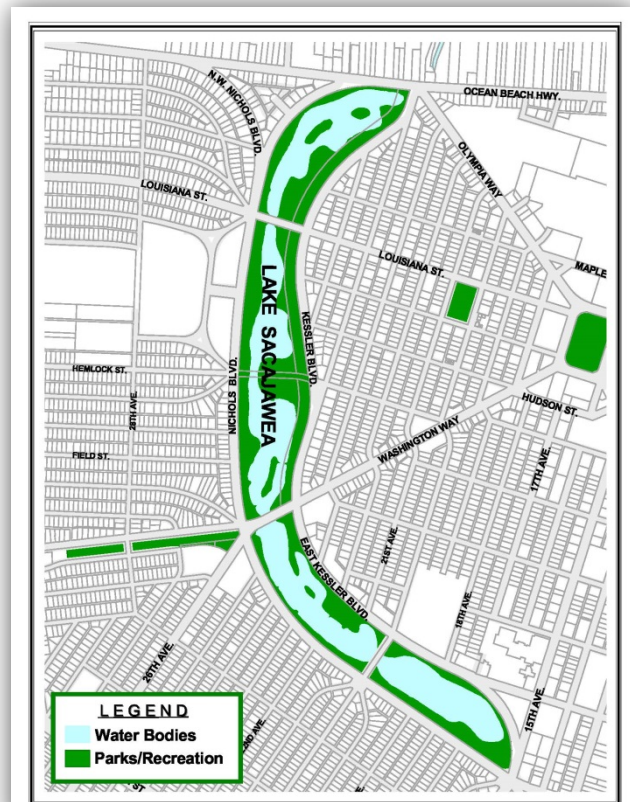 OCEAN BEACH HWY.
N.W. NICHOLS BLVD.
OLYMPIA WAY
LOUISIANA ST.
LOUISIANA ST.
MAPLE
LAKE SACAJAWEA
KESSLER BLVD.
NICHOLS BLVD.
HEMLOCK ST.
28TH AVE.
HUDSON ST.
WASHINGTON WAY
FIELD ST.
17TH AVE.
EAST KESSLER BLVD.
21ST AVE.
18TH AVE.
26TH AVE.
15TH AVE.
LEGEND
Water Bodies
Parks/Recreation